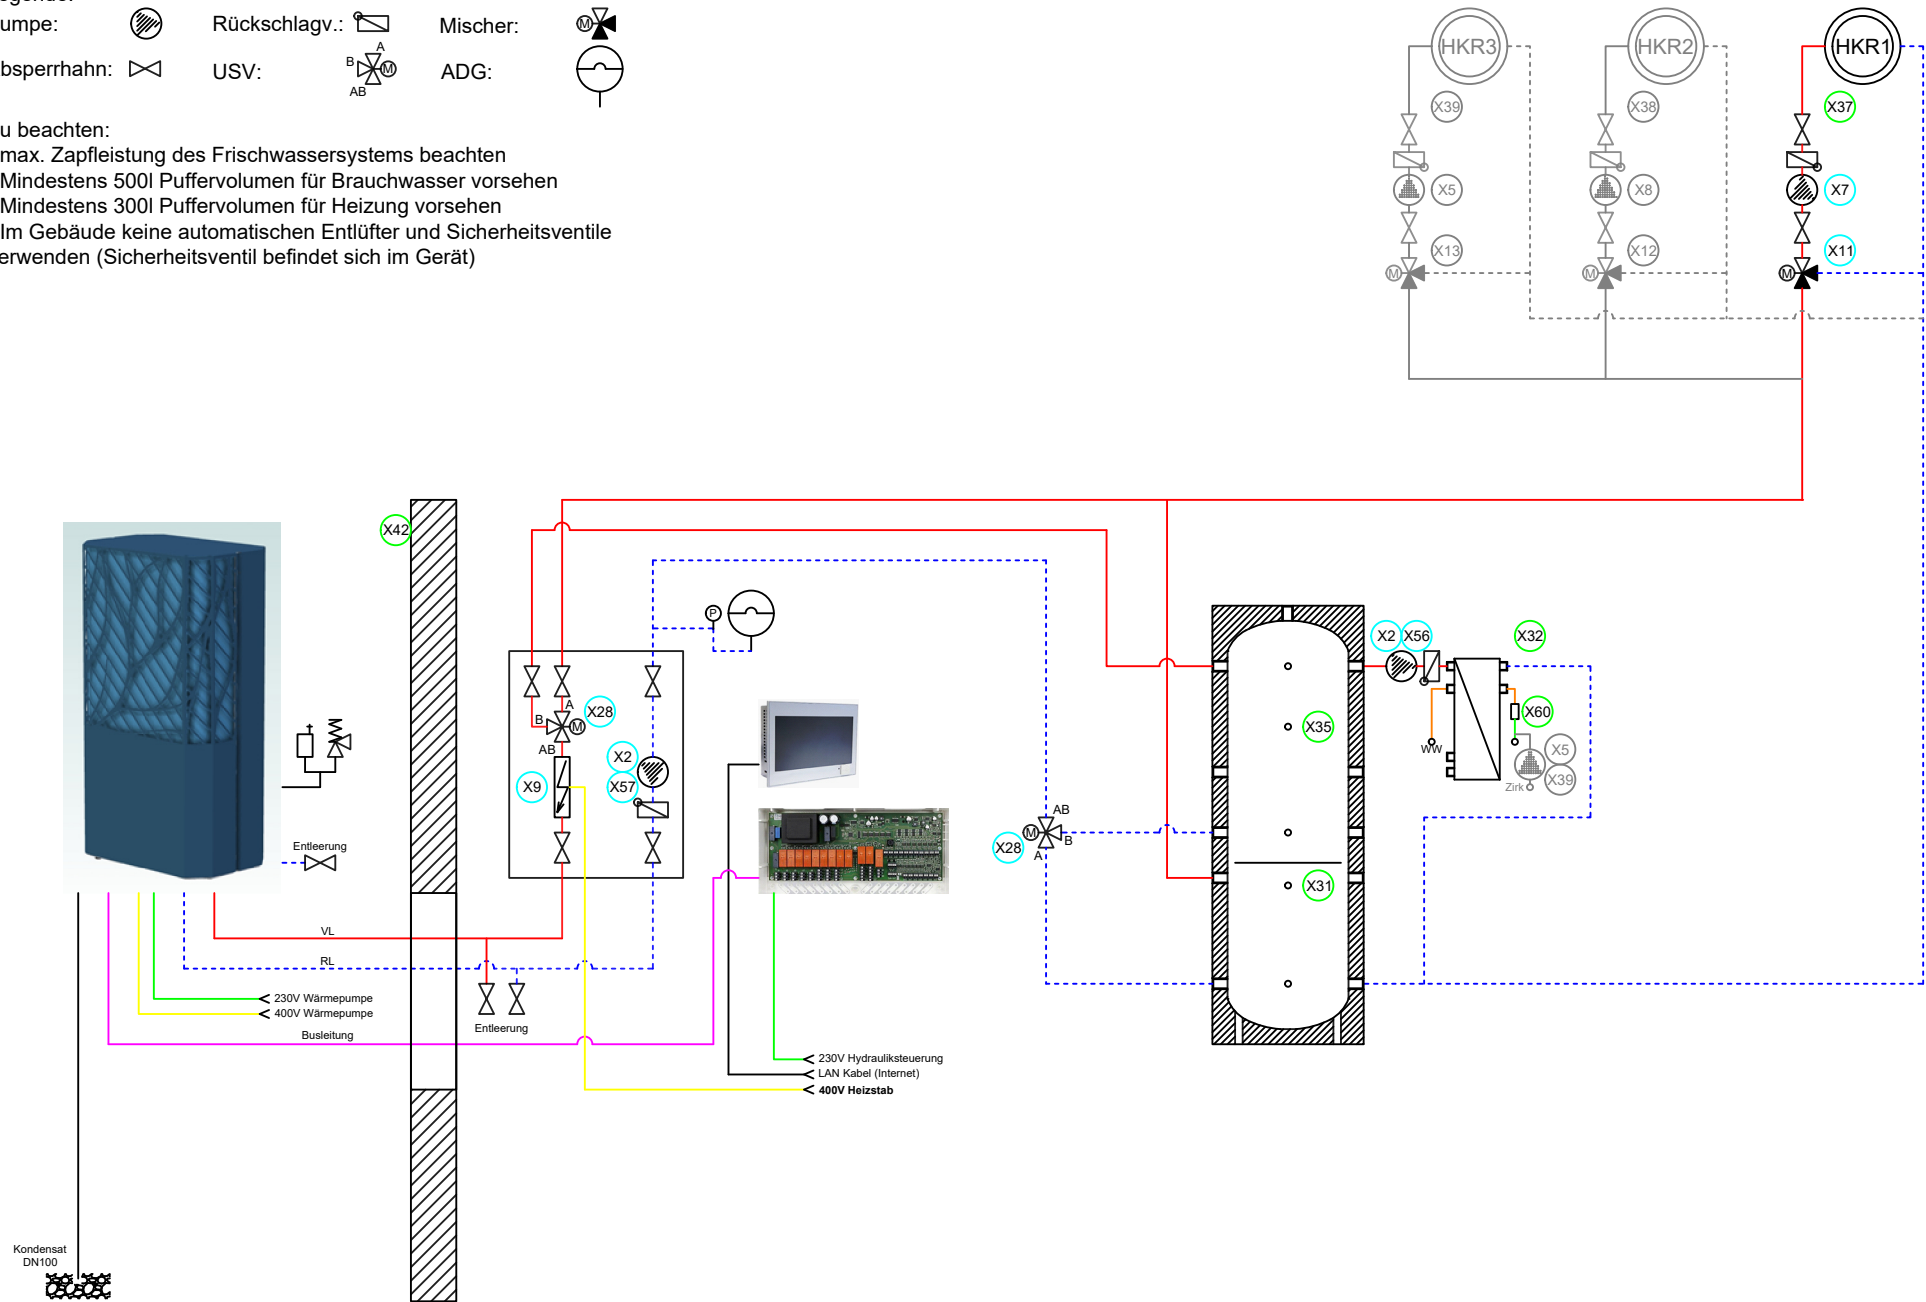 egende:
umpe:
Rückschlagv.:
Mischer:
M
bsperrhahn:
USV:
A
B
M
AB
ADG:
u beachten:
max. Zapfleistung des Frischwassersystems beachten
Mindestens 500l Puffervolumen für Brauchwasser vorsehen
Mindestens 300l Puffervolumen für Heizung vorsehen
Im Gebäude keine automatischen Entlüfter und Sicherheitsventile
erwenden (Sicherheitsventil befindet sich im Gerät)
HKR3
HKR2
HKR1
X39
X38
X37
X5
X8
X7
X13
X12
X11
M
M
M
X42
P
A
B
M
X28
AB
X2
X57
X9
Entleerung
VL
RL
230V Wärmepumpe
400V Wärmepumpe
Busleitung
Entleerung
230V Hydrauliksteuerung
LAN Kabel (Internet)
400V Heizstab
AB
M
B
A
X28
X35
X31
X2
X56
X32
X60
WW
X5
X39
Zirk
Kondensat
DN100